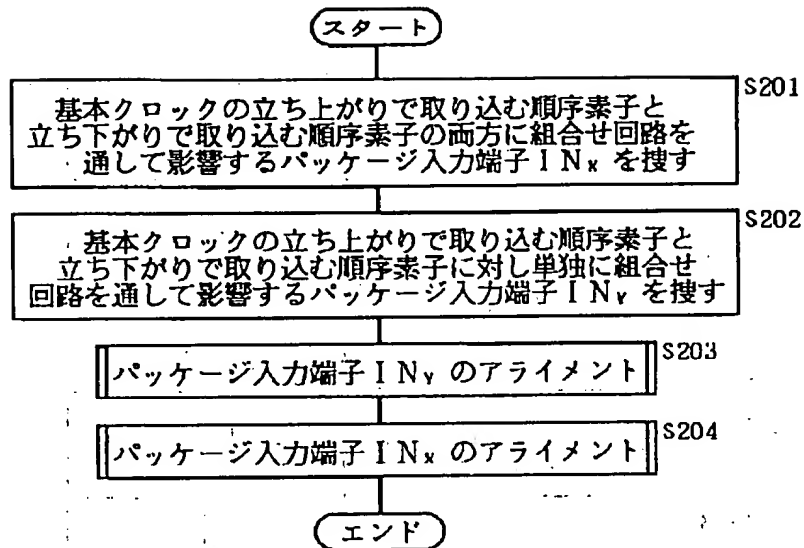 スタート
S201
基本クロックの立ち上がりで取り込む順序素子と
立ち下がりで取り込む順序素子の両方に組合せ回路を
通して影響するパッケージ入力端子INx を捜す
S202
基本クロックの立ち上がりで取り込む順序素子と
立ち下がりで取り込む順序素子に対し単独に組合せ
回路を通して影響するパッケージ入力端子INY を捜す
S203
パッケージ入力端子INY のアライメント
S204
パッケージ入力端子INx のアライメント
エンド